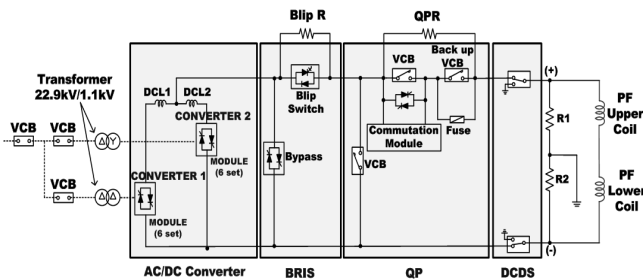 Blip R
QPR
Back up
VCB
VCB
(+)
Transformer
22.9kV/1.1kV
DCL1
DCL2
Blip
Switch
VCB
VCB
CONVERTER 2
Commutation
Module
Fuse
R1
PF
Upper
Coil
MODULE
(6 set)
Bypass
VCB
CONVERTER 1
VCB
R2
PF
Lower
Coil
MODULE
(6 set)
(-)
AC/DC Converter
BRIS
QP
DCDS